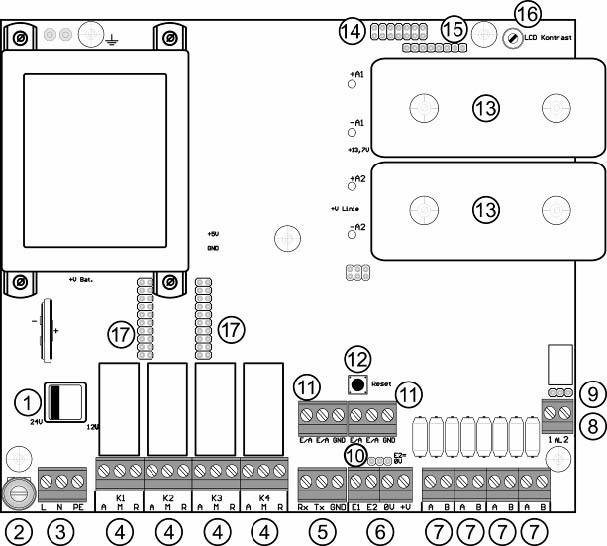 16
14
15
LCD Kontrast
+A1
13
-A1
+13,7V
+A2
+V Linie
13
-A2
+5V
GND
+V Bat.
-
+
17
17
12
Reset
1
11
11
9
24V
12V
8
E/A E/A GND E/A E/A GND
1 AL 2
10
E2=
0V
L N PE
K1 K2 K3 K4
A M R A M R A M R A M R
Rx Tx GND
E1 E2 0V +V
A B A B A B A B
2 3 4 4 4 4 5 6 7 7 7 7